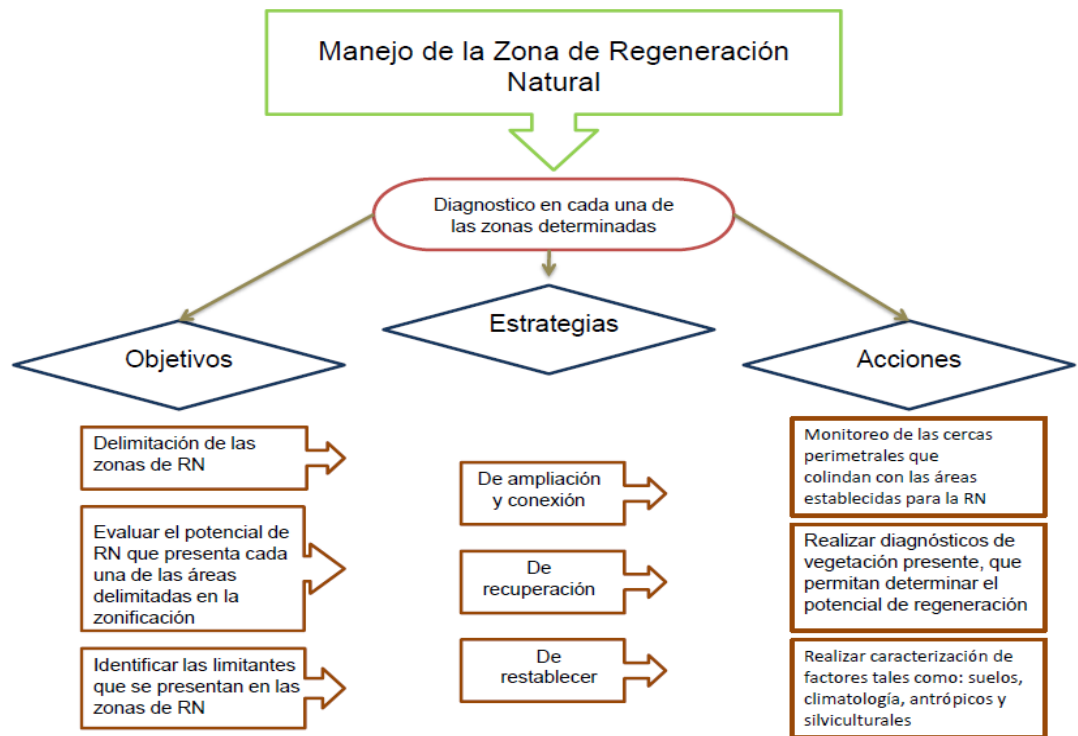 Manejo de la Zona de Regeneración
Natural
Diagnostico en cada una de
las zonas determinadas
Objetivos
Estrategias
Acciones
Delimitación de las
zonas de RN
Evaluar el potencial de
RN que presenta cada
una de las áreas
delimitadas en la
zonificación
Identificar las limitantes
que se presentan en las
zonas de RN
De ampliación
y conexión
De
recuperación
De
restablecer
Monitoreo de las cercas
perimetrales que
colindan con las áreas
establecidas para la RN
Realizar diagnósticos de
vegetación presente, que
permitan determinar el
potencial de regeneración
Realizar caracterización de
factores tales como: suelos,
climatología, antrópicos y
silviculturales